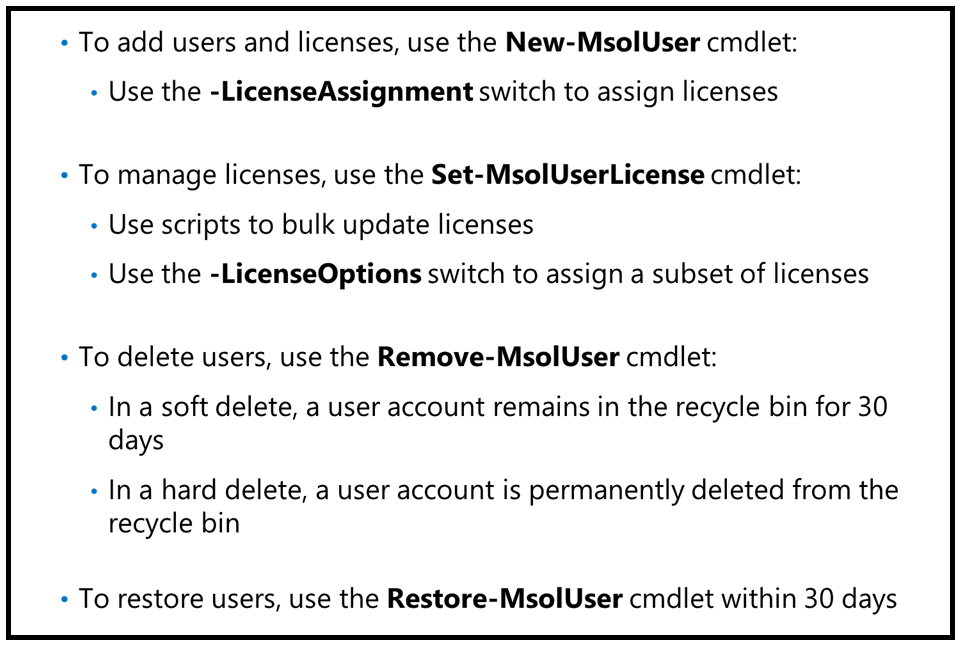 • To add users and licenses, use the New-MsolUser cmdlet:
• Use the -LicenseAssignment switch to assign licenses
• To manage licenses, use the Set-MsolUserLicense cmdlet:
• Use scripts to bulk update licenses
• Use the -LicenseOptions switch to assign a subset of licenses
• To delete users, use the Remove-MsolUser cmdlet:
• In a soft delete, a user account remains in the recycle bin for 30
days
• In a hard delete, a user account is permanently deleted from the
recycle bin
• To restore users, use the Restore-MsolUser cmdlet within 30 days